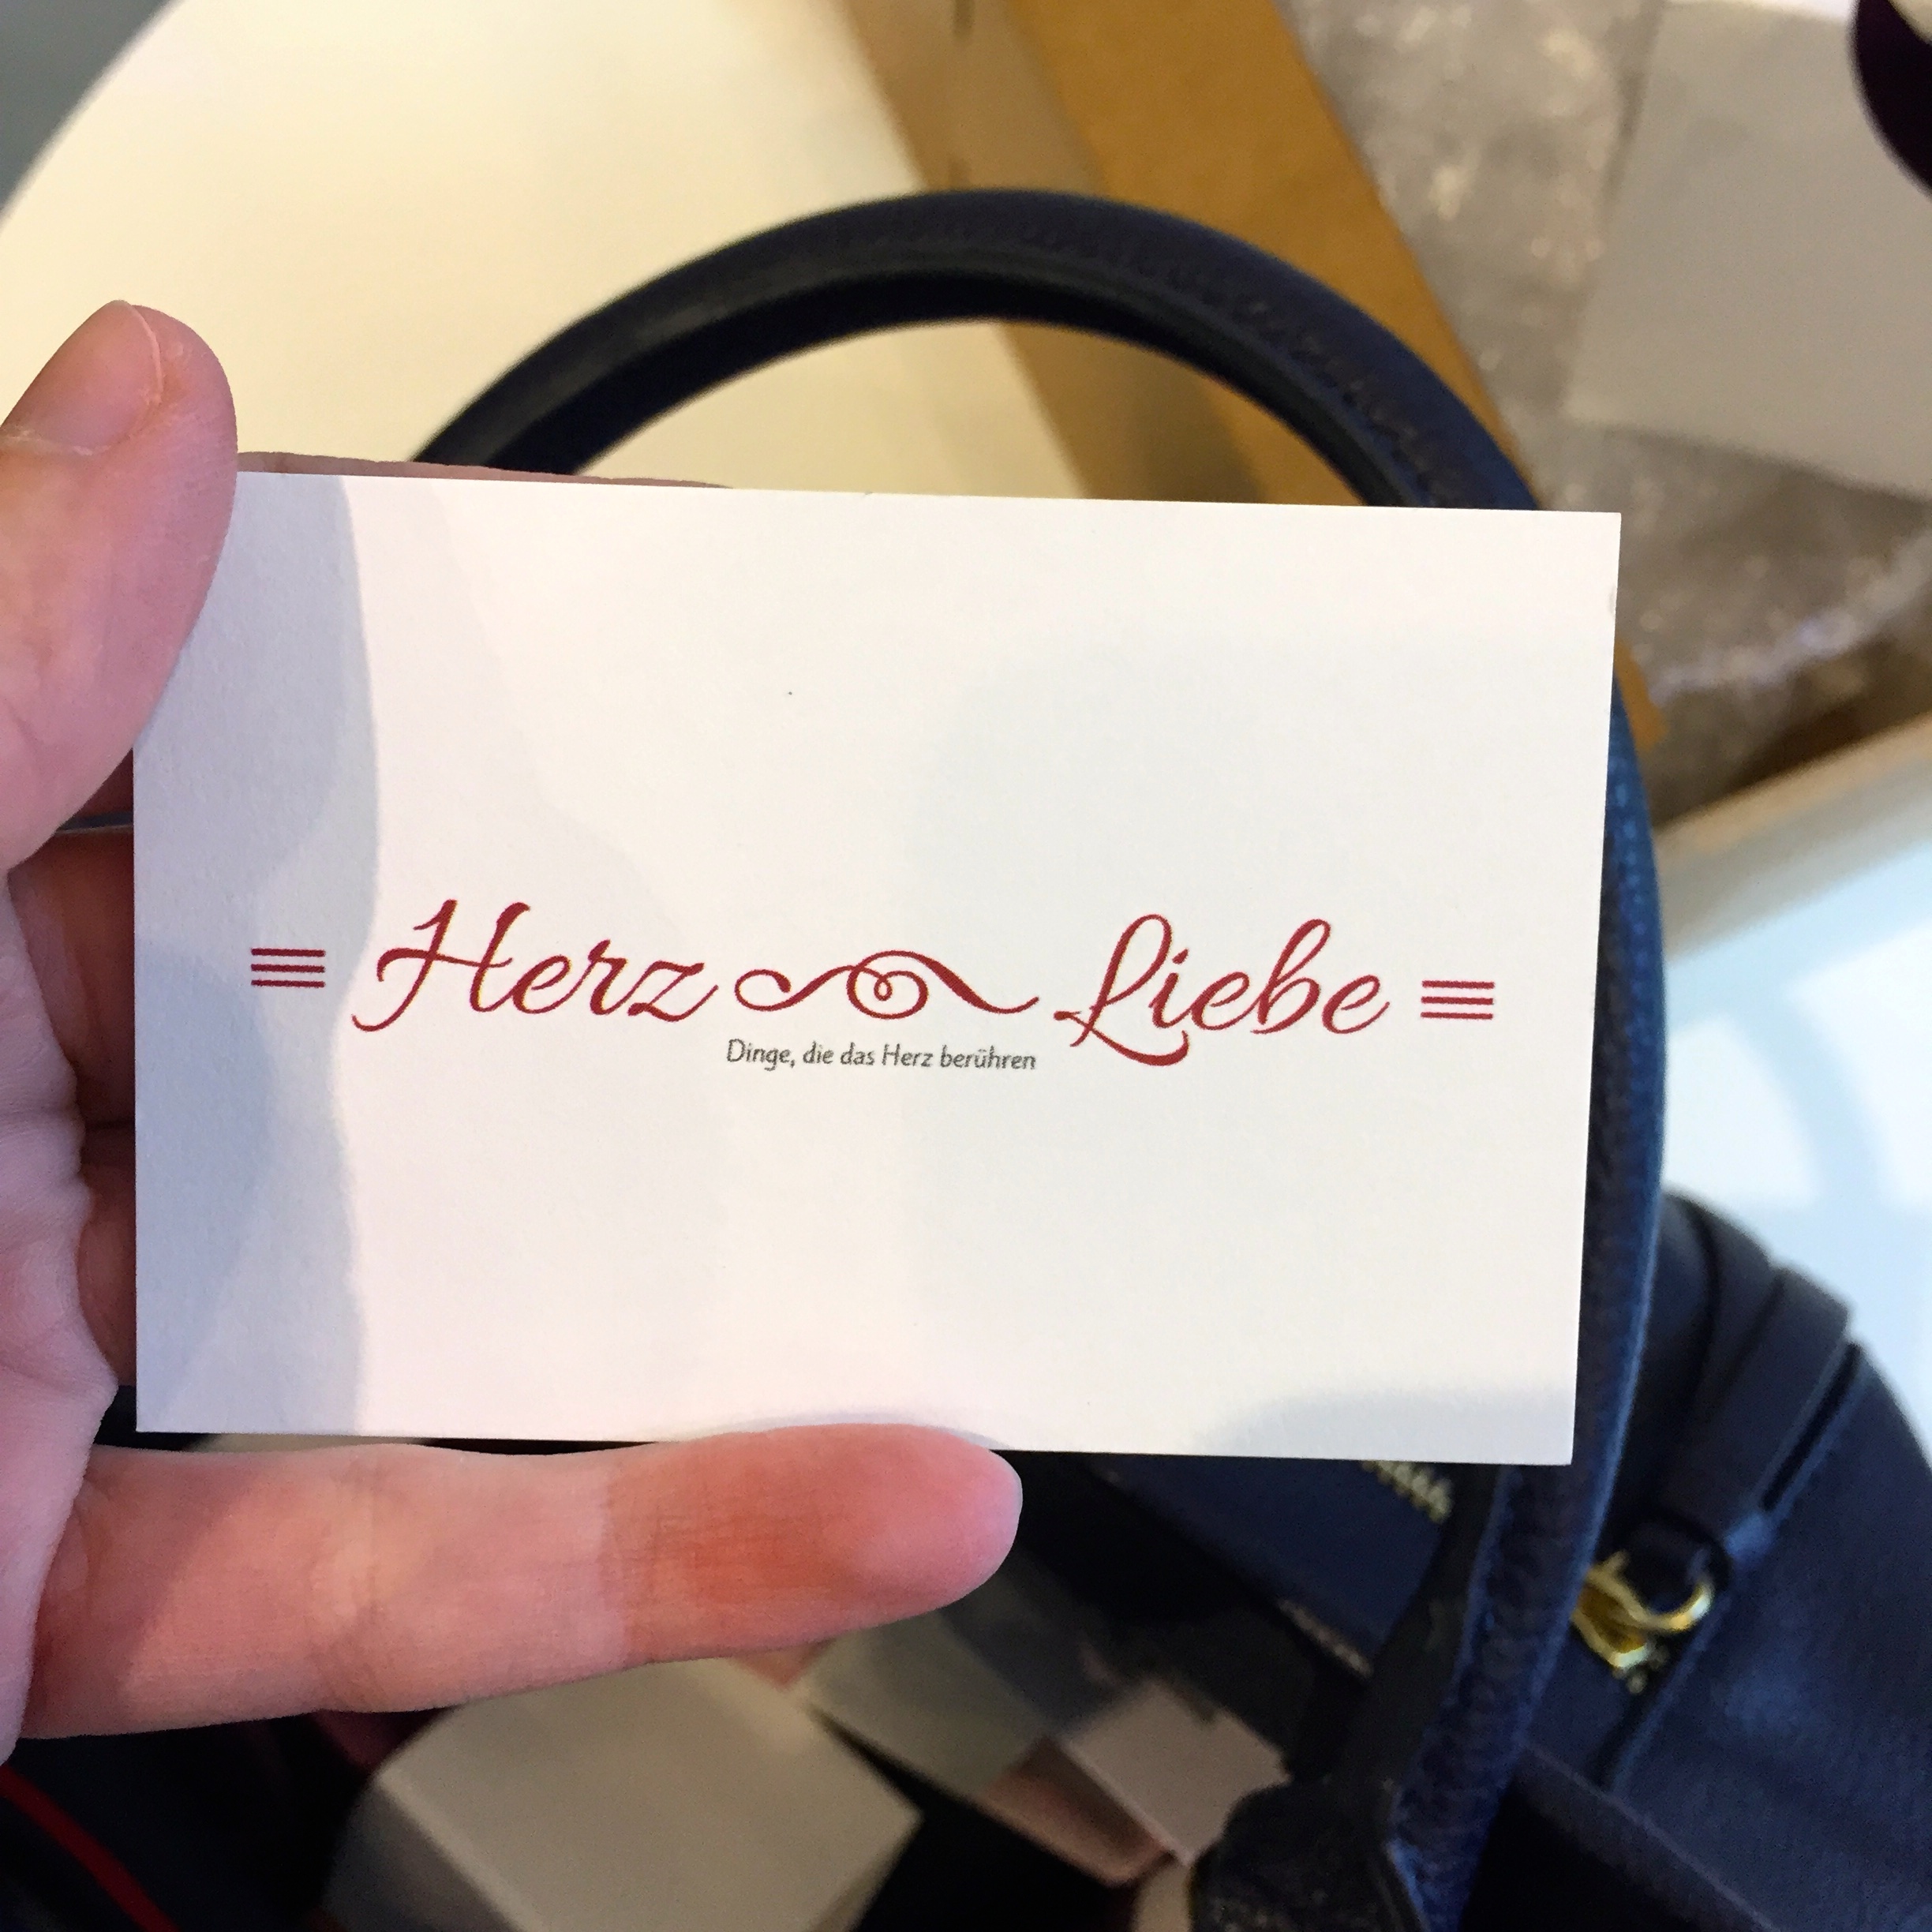 Herz Liebe
Dinge, die das Herz berühren